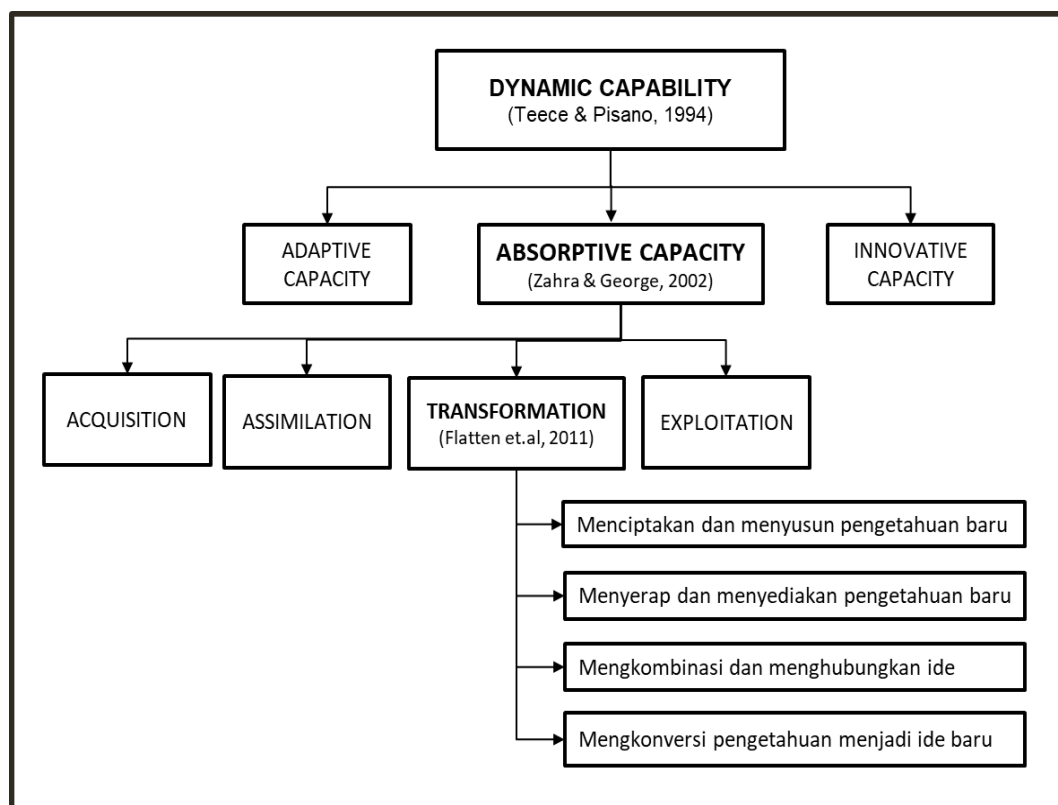 DYNAMIC CAPABILITY
(Teece & Pisano, 1994)
ADAPTIVE
CAPACITY
ABSORPTIVE CAPACITY
(Zahra & George, 2002)
INNOVATIVE
CAPACITY
ACQUISITION
ASSIMILATION
TRANSFORMATION
(Flatten et.al, 2011)
EXPLOITATION
Menciptakan dan menyusun pengetahuan baru
Menyerap dan menyediakan pengetahuan baru
Mengkombinasi dan menghubungkan ide
Mengkonversi pengetahuan menjadi ide baru